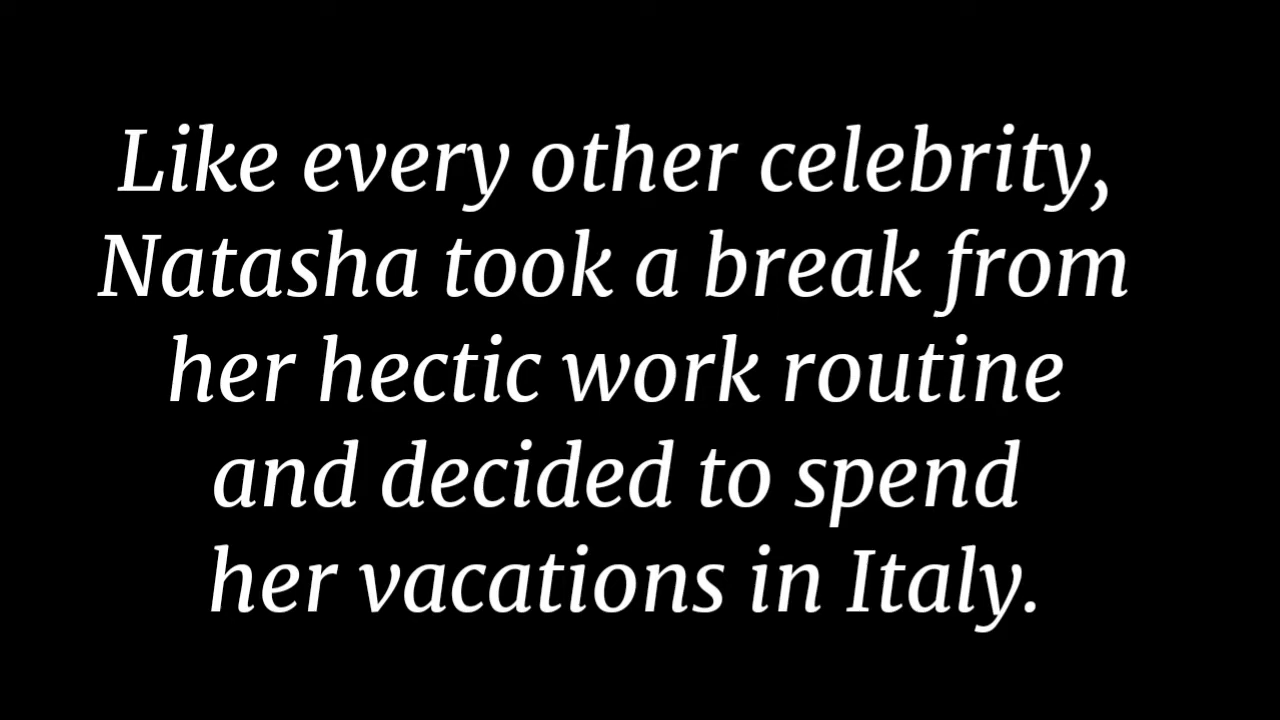 Like every other celebrity,
Natasha took a break from
her hectic work routine
and decided to spend
her vacations in Italy.